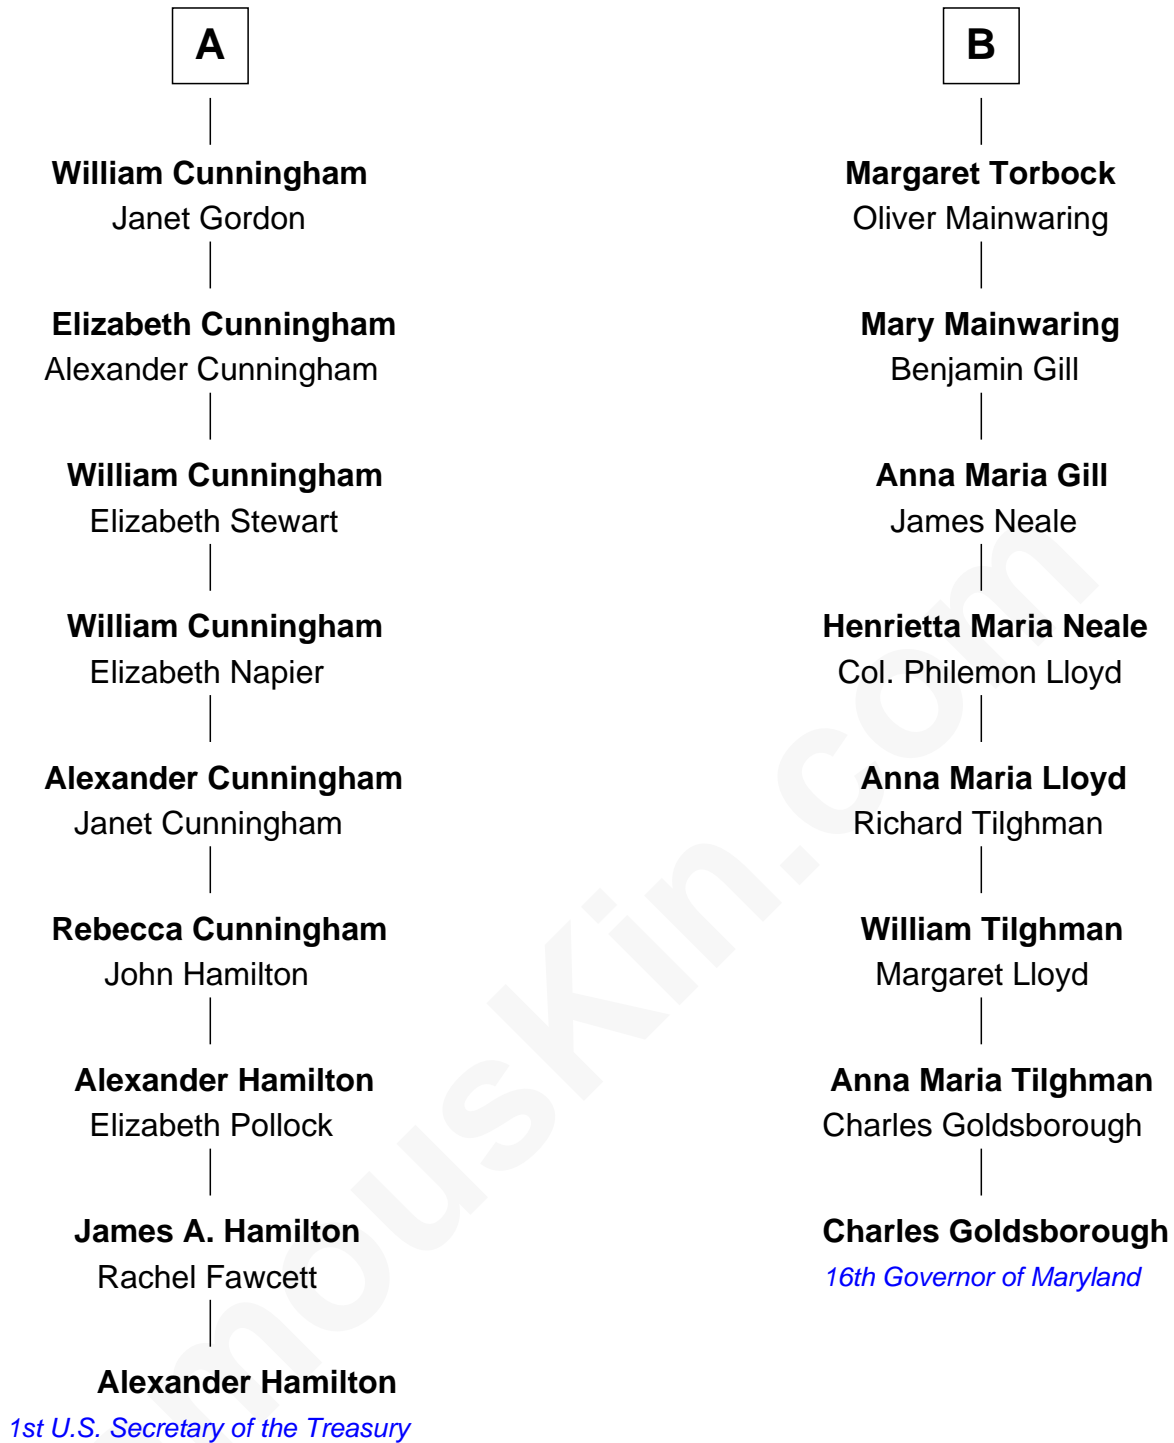 A
William Cunningham
Janet Gordon
Elizabeth Cunningham
Alexander Cunningham
William Cunningham
Elizabeth Stewart
William Cunningham
Elizabeth Napier
Alexander Cunningham
Janet Cunningham
Rebecca Cunningham
John Hamilton
Alexander Hamilton
Elizabeth Pollock
James A. Hamilton
Rachel Fawcett
Alexander Hamilton
1st U.S. Secretary of the Treasury
B
Margaret Torbock
Oliver Mainwaring
Mary Mainwaring
Benjamin Gill
Anna Maria Gill
James Neale
Henrietta Maria Neale
Col. Philemon Lloyd
Anna Maria Lloyd
Richard Tilghman
William Tilghman
Margaret Lloyd
Anna Maria Tilghman
Charles Goldsborough
Charles Goldsborough
16th Governor of Maryland
mousKin.com